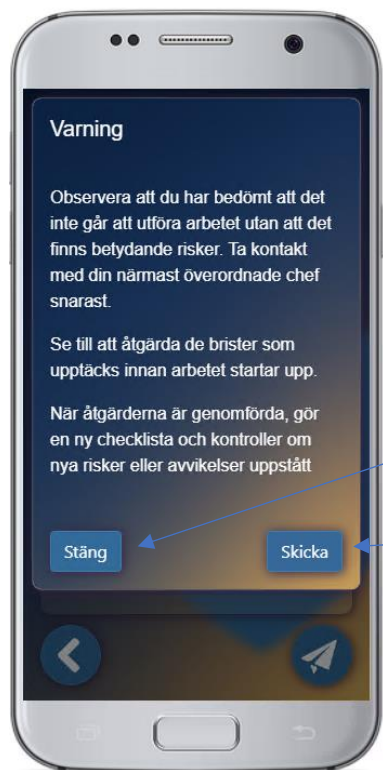 Varning
Observera att du har bedömt att det
inte går att utföra arbetet utan att det
finns betydande risker. Ta kontakt
med din närmast överordnade chef
snarast.
Se till att åtgärda de brister som
upptäcks innan arbetet startar upp.
När åtgärderna är genomförda, gör
en ny checklista och kontroller om
nya risker eller avvikelser uppstått
Stäng
Skicka